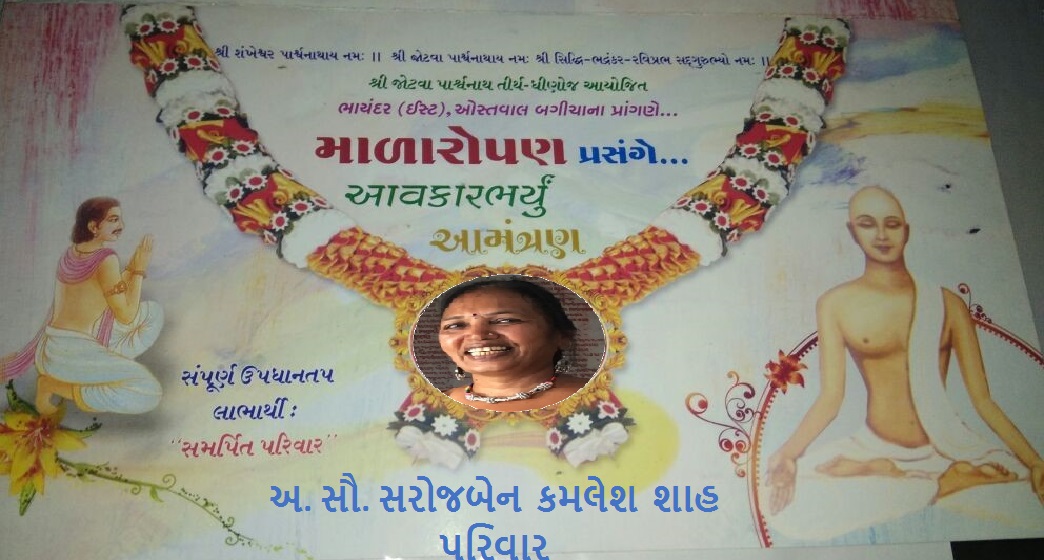 શ્રી શંખેશ્વર પાર્શ્વનાથાય નમઃ ।। શ્રી જોટવા પાર્શ્વનાથાય નમઃ શ્રી સિદ્ધિ-ભદ્રંકર-રવિપ્રભ સદ્ગુરુભ્યો નમઃ ।।
શ્રી જોટવા પાર્શ્વનાથ તીર્થ-ધીણોજ આયોજિત
ભાયંદર (ઈસ્ટ), ઓસ્તવાલ બગીચાના પ્રાંગણે...
માળારોપણ પ્રસંગે...
આવકારભર્યું
આમંત્રણ
સંપૂર્ણ ઉપધાનતપ
લાભાર્થી :
"સમર્પિત પરિવાર"
અ. સૌ. સરોજબેન કમલેશ શાહ
પરિવાર